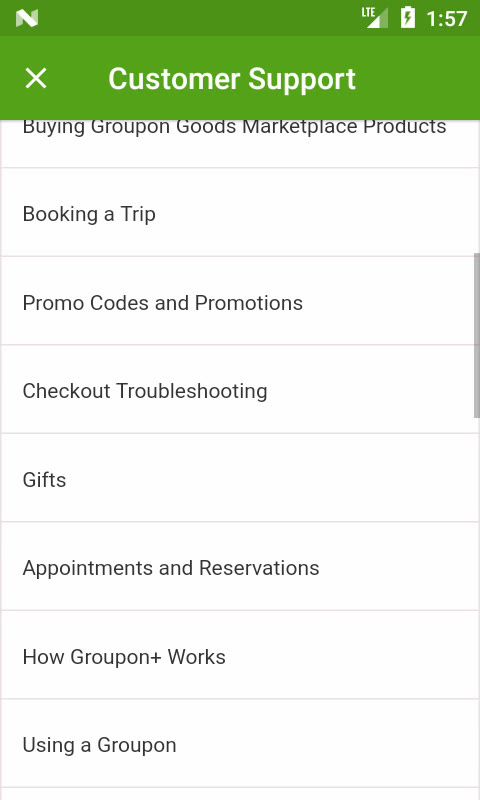 LTE
1:57
Customer Support
Buying Groupon Goods Marketplace Products
Booking a Trip
Promo Codes and Promotions
Checkout Troubleshooting
Gifts
Appointments and Reservations
How Groupon+ Works
Using a Groupon